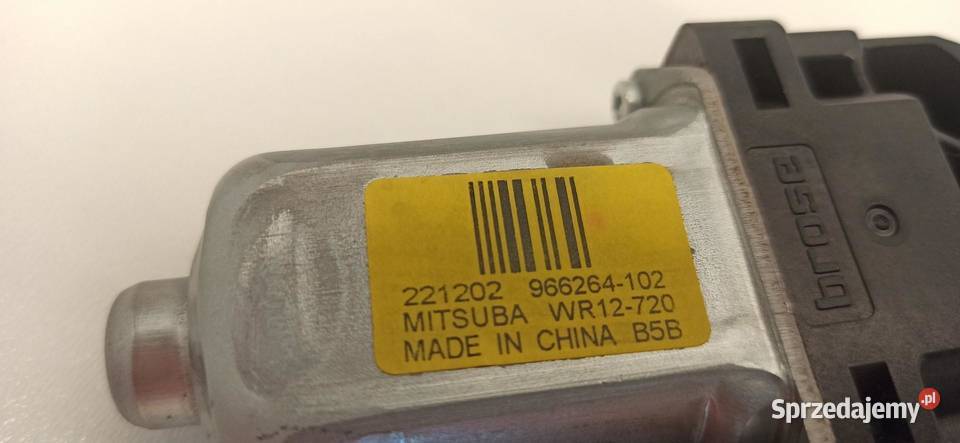 221202 966264-102
MITSUBA WR12-720
MADE IN CHINA B5B
brose
Sprzedajemy.pl